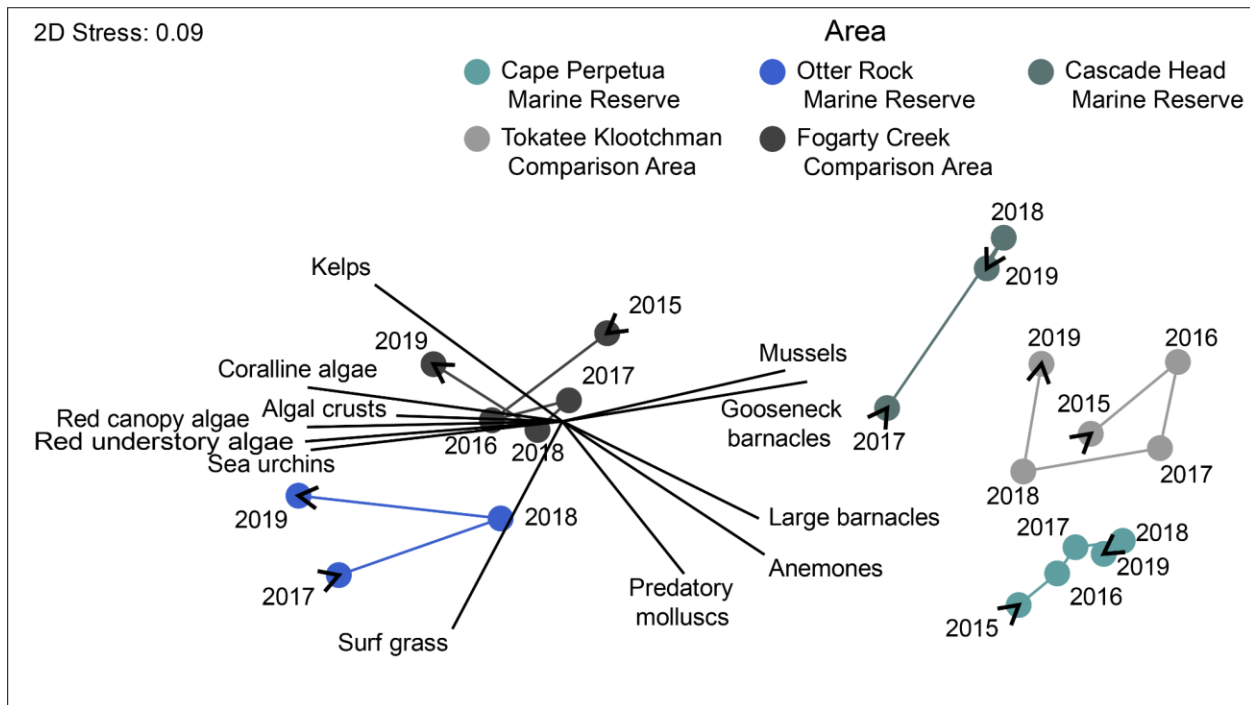 2D Stress: 0.09
Area
Cape Perpetua
Marine Reserve
Otter Rock
Marine Reserve
Cascade Head
Marine Reserve
Tokatee Klootchman
Comparison Area
Fogarty Creek
Comparison Area
2018
2019
2017
Kelps
2015
2019
2017
2016
2018
Coralline algae
Red canopy algae
Algal crusts
Red understory algae
Sea urchins
Mussels
Gooseneck
barnacles
2019
2016
2015
2017
2018
2019
2018
2017
Large barnacles
Anemones
Predatory
molluscs
Surf grass
2017
2018
2019
2016
2015